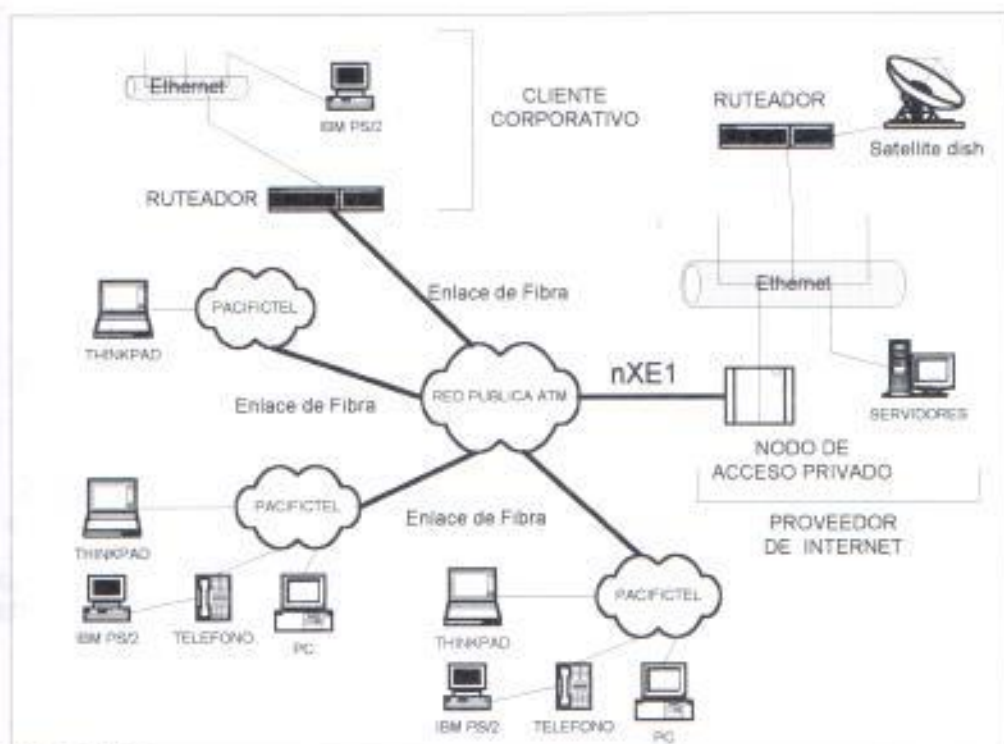 Ethernet
IBM PS/2
CLIENTE
CORPORATIVO
RUTEADOR
Satellite dish
RUTEADOR
Enlace de Fibra
PACIFICTEL
THINKPAD
Ethernet
Enlace de Fibra
RED PUBLICA ATM
nXE1
SERVIDORES
NODO DE
ACCESO PRIVADO
PACIFICTEL
THINKPAD
Enlace de Fibra
PROVEEDOR
DE INTERNET
IBM PS/2
TELEFONO
PC
PACIFICTEL
THINKPAD
IBM PS/2
TELEFONO
PC